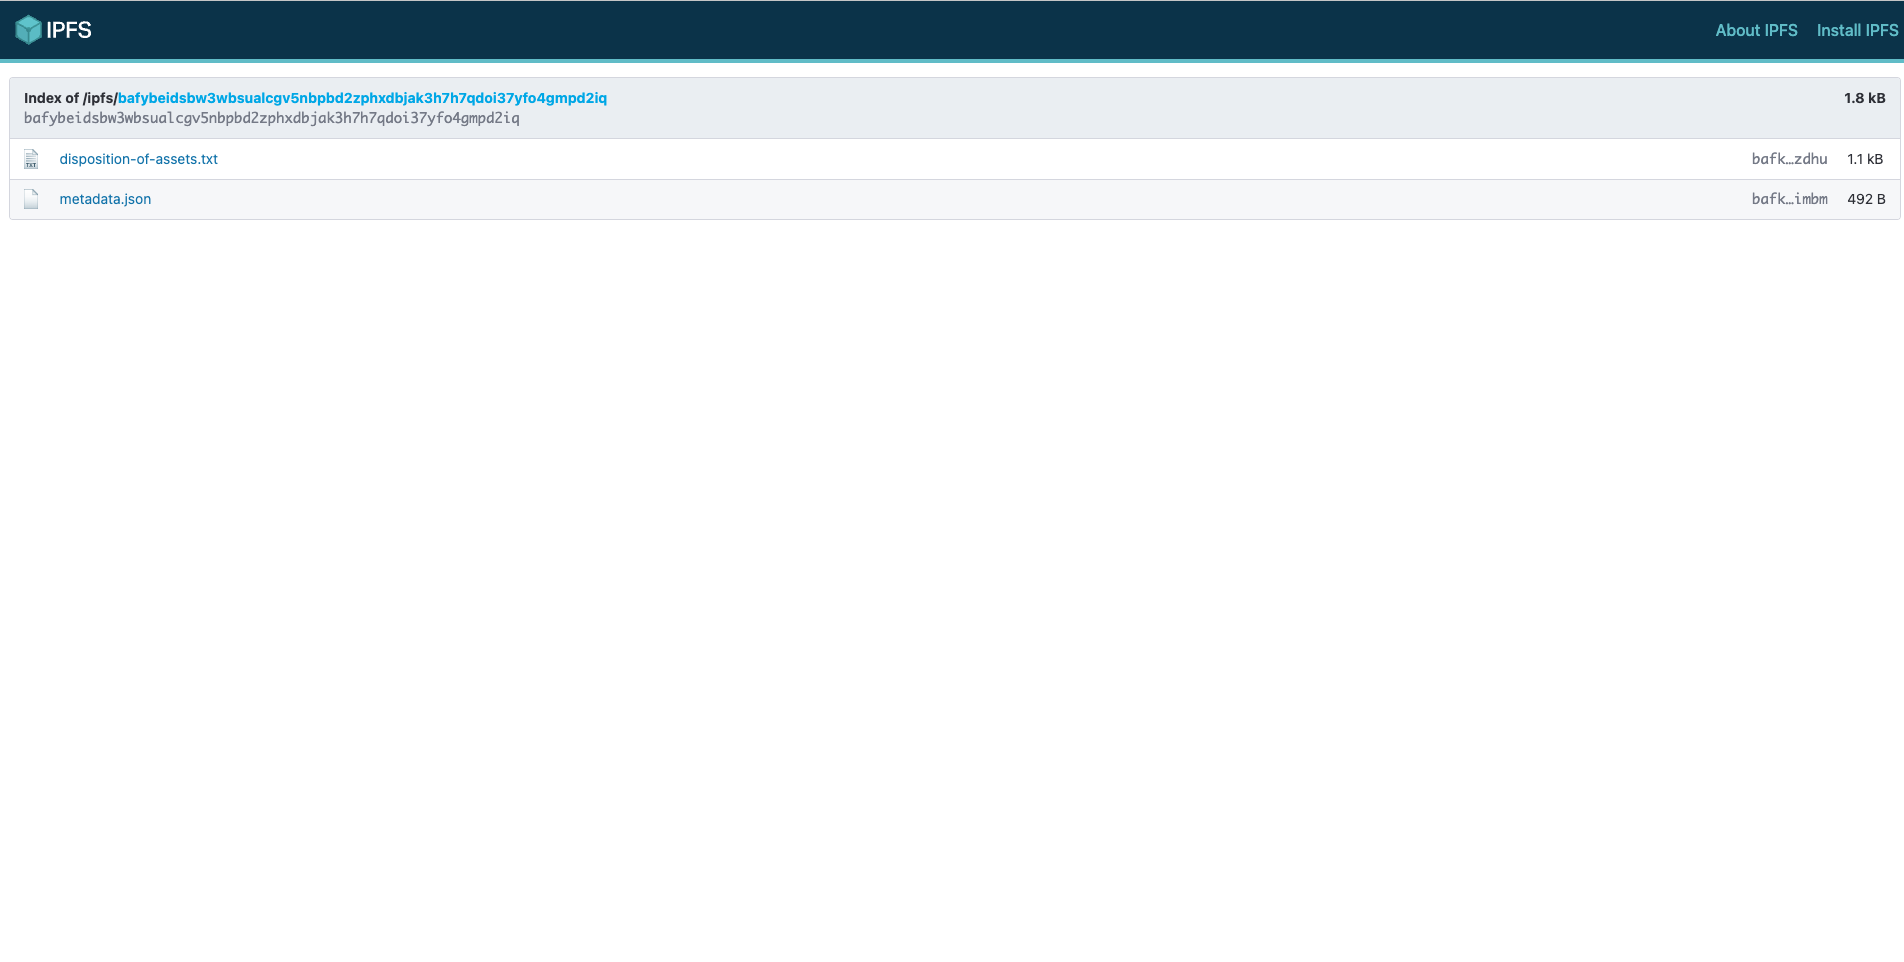 IPFS
About IPFS Install IPFS
Index of /ipfs/bafybeidsbw3wbsualcgv5nbpbd2zphxdbjak3h7h7qdoi37yfo4gmpd2iq 1.8 kB
bafybeidsbw3wbsualcgv5nbpbd2zphxdbjak3h7h7qdoi37yfo4gmpd2iq
TXT disposition-of-assets.txt bafk…zdhu 1.1 kB
metadata.json bafk…imbm 492 B